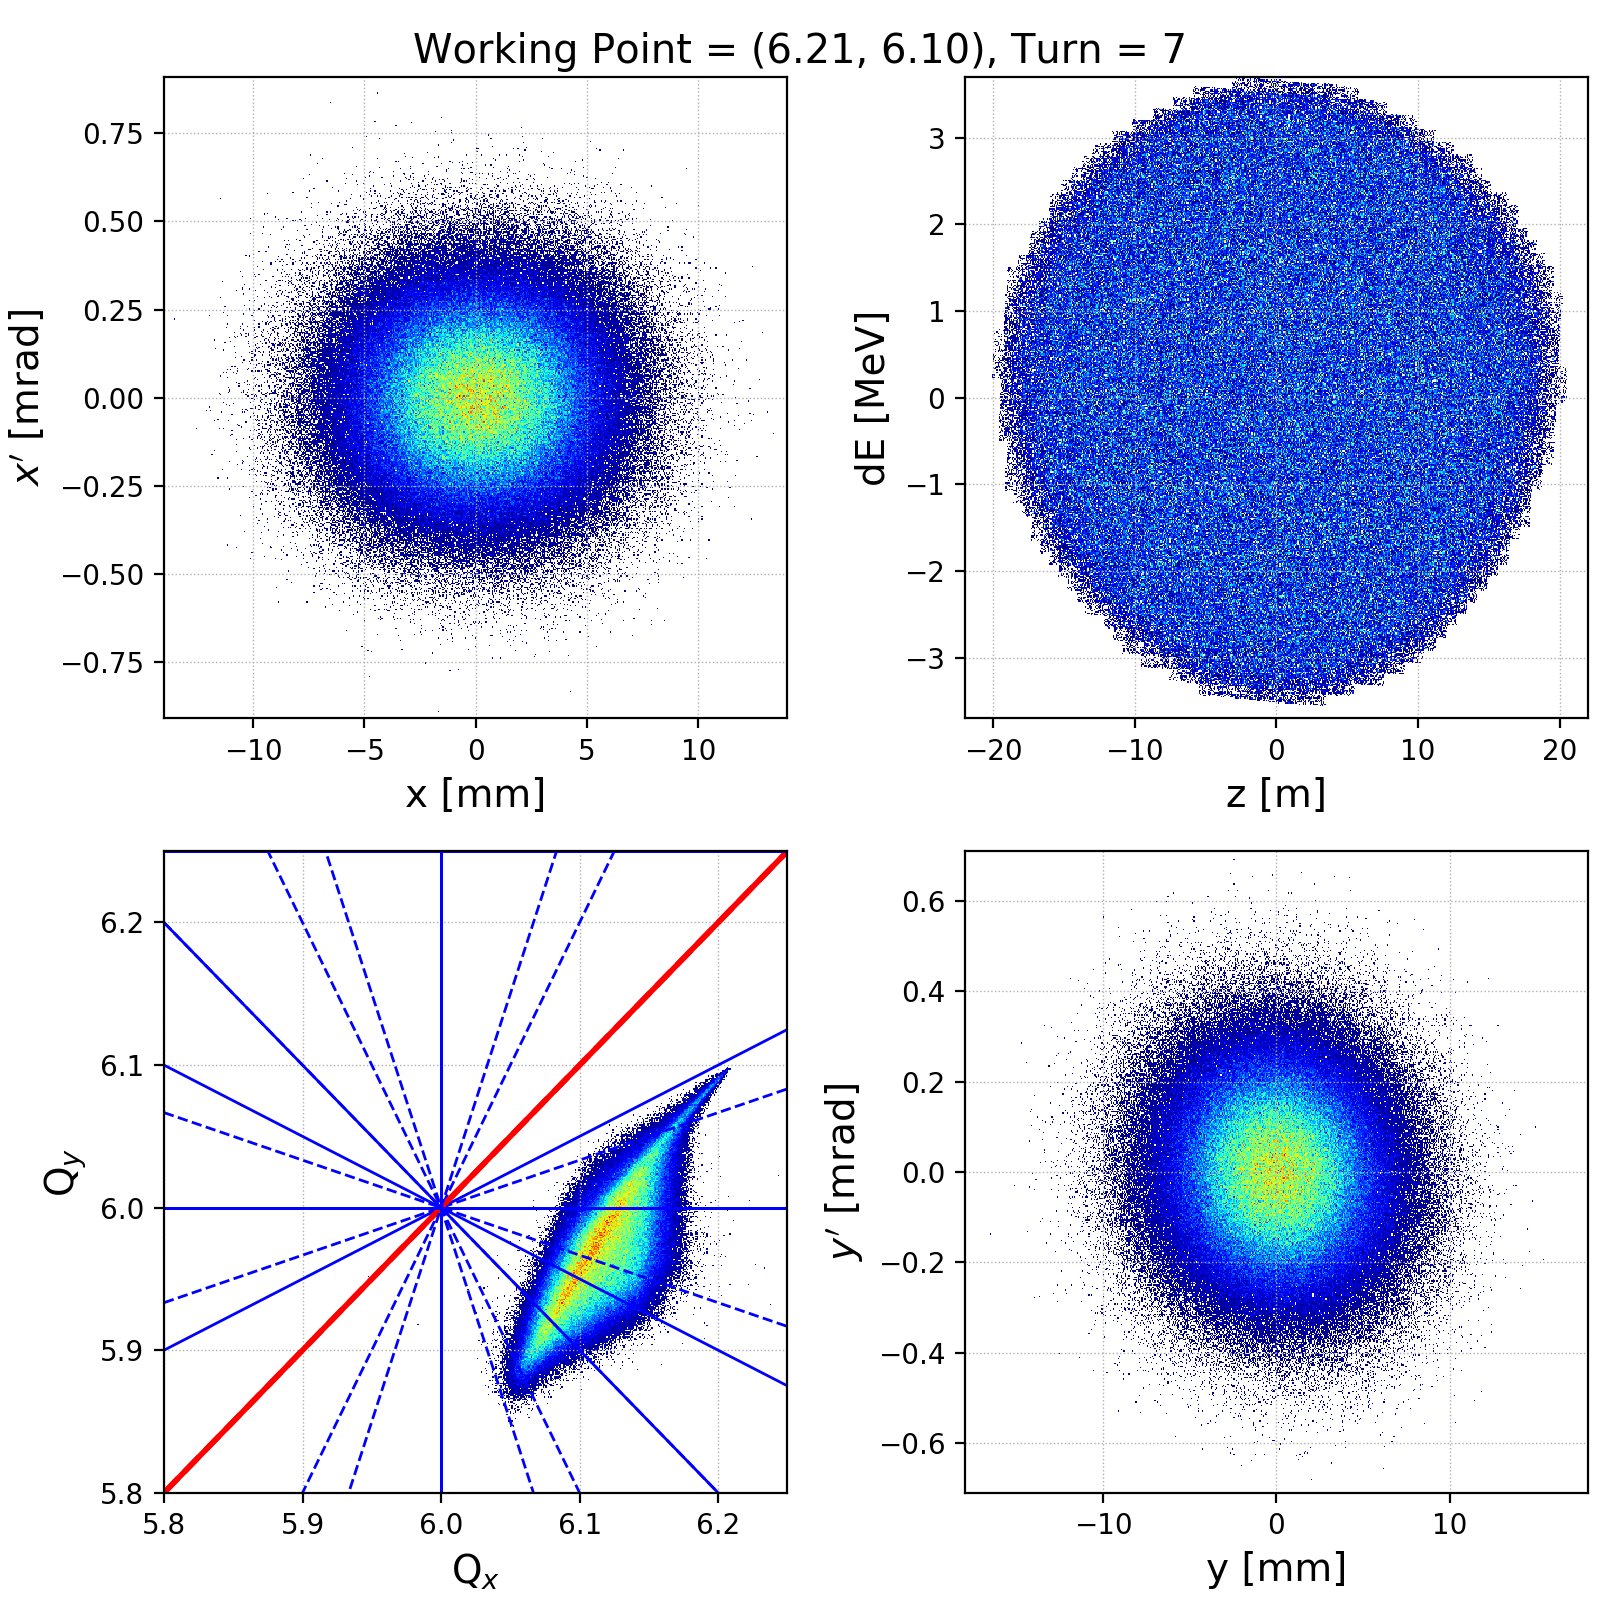 Working Point = (6.21, 6.10), Turn = 7
0.75
0.50
0.25
0.00
−0.25
−0.50
−0.75
x′ [mrad]
−10 −5 0 5 10
x [mm]
3
2
1
0
−1
−2
−3
dE [MeV]
−20 −10 0 10 20
z [m]
6.2
6.1
6.0
5.9
5.8
Qy
5.8 5.9 6.0 6.1 6.2
Qx
0.6
0.4
0.2
0.0
−0.2
−0.4
−0.6
y′ [mrad]
−10 0 10
y [mm]